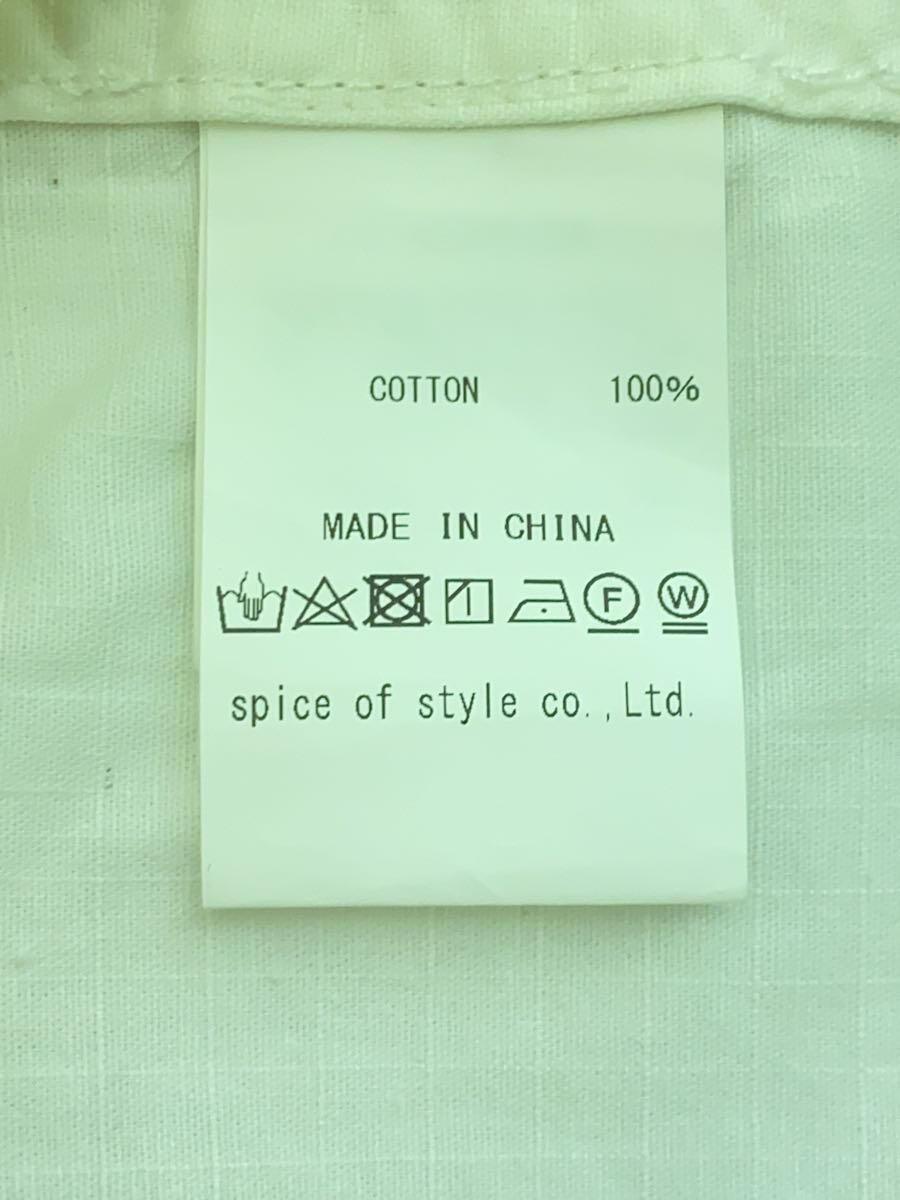 COTTON 100%
MADE IN CHINA
F W
spice of style co.,Ltd.